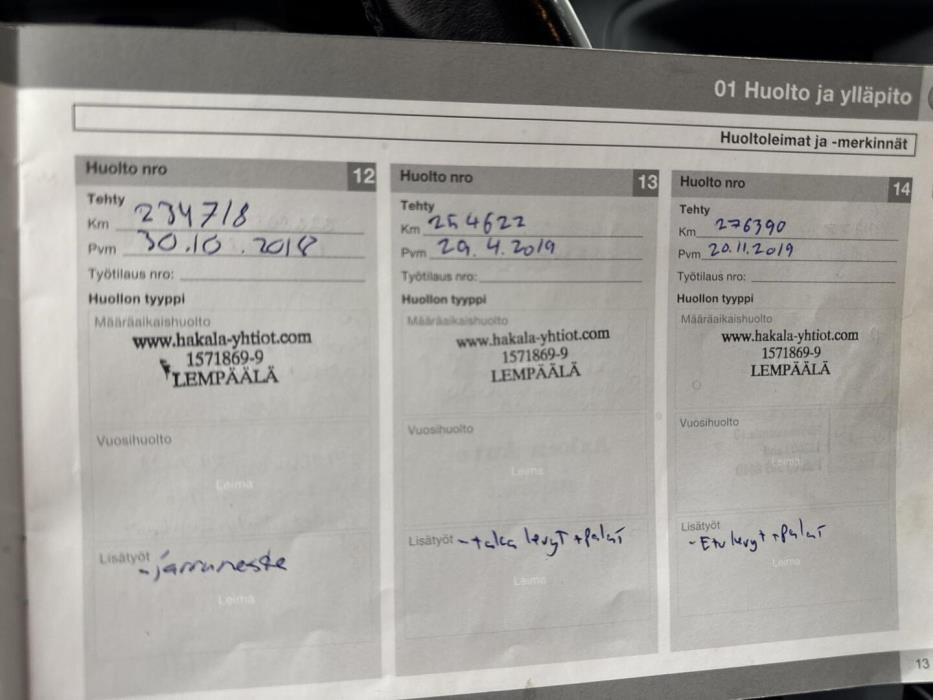 01 Huolto ja ylläpito
Huoltoleimat ja -merkinnät
Huolto nro 12
Tehty
Km 234718
Pvm 30.10.2018
Työtilaus nro:
Huollon tyyppi
Määräaikaishuolto
www.hakala-yhtiot.com
1571869-9
LEMPÄÄLÄ
Vuosihuolto
Leima
Lisätyöt
- jarruneste
Leima
Huolto nro 13
Tehty
Km 254622
Pvm 29.4.2019
Työtilaus nro:
Huollon tyyppi
Määräaikaishuolto
www.hakala-yhtiot.com
1571869-9
LEMPÄÄLÄ
Vuosihuolto
Leima
Lisätyöt - taka levyt + palat
Leima
Huolto nro 14
Tehty
Km 276390
Pvm 20.11.2019
Työtilaus nro:
Huollon tyyppi
Määräaikaishuolto
www.hakala-yhtiot.com
1571869-9
LEMPÄÄLÄ
Vuosihuolto
Leima
Lisätyöt
- Etu levyt + palat
Leima
13